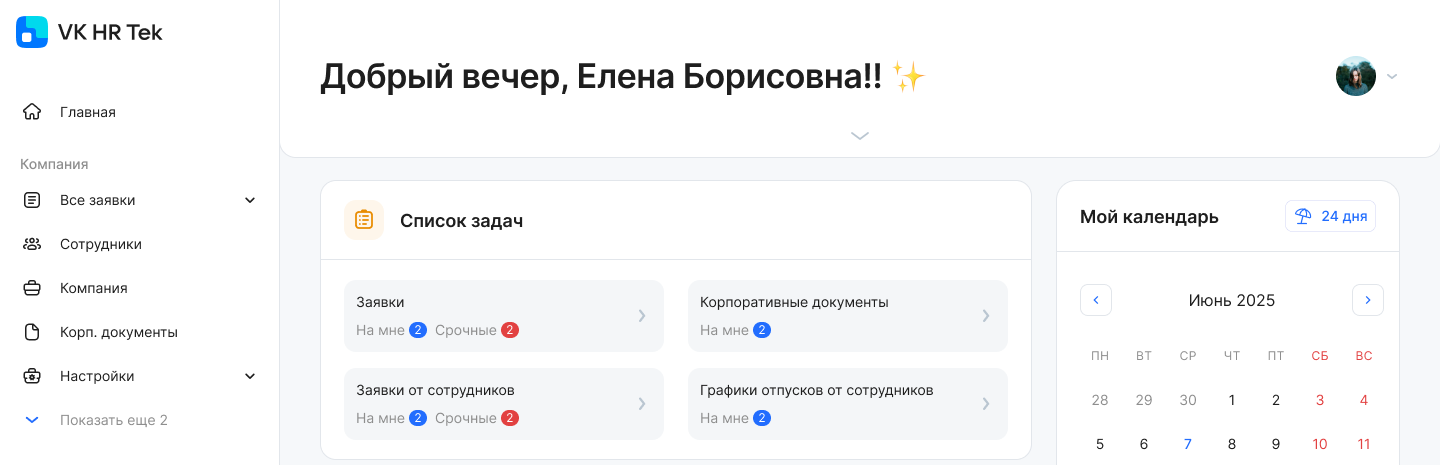 VK HR Tek
Главная
Компания
Все заявки
Сотрудники
Компания
Корп. документы
Настройки
Показать еще 2
Добрый вечер, Елена Борисовна!! ✨
Список задач
Заявки
На мне 2 Срочные 2
Корпоративные документы
На мне 2
Заявки от сотрудников
На мне 2 Срочные 2
Графики отпусков от сотрудников
На мне 2
Мой календарь
24 дня
Июнь 2025
ПН ВТ СР ЧТ ПТ СБ ВС
28 29 30 1 2 3 4
5 6 7 8 9 10 11